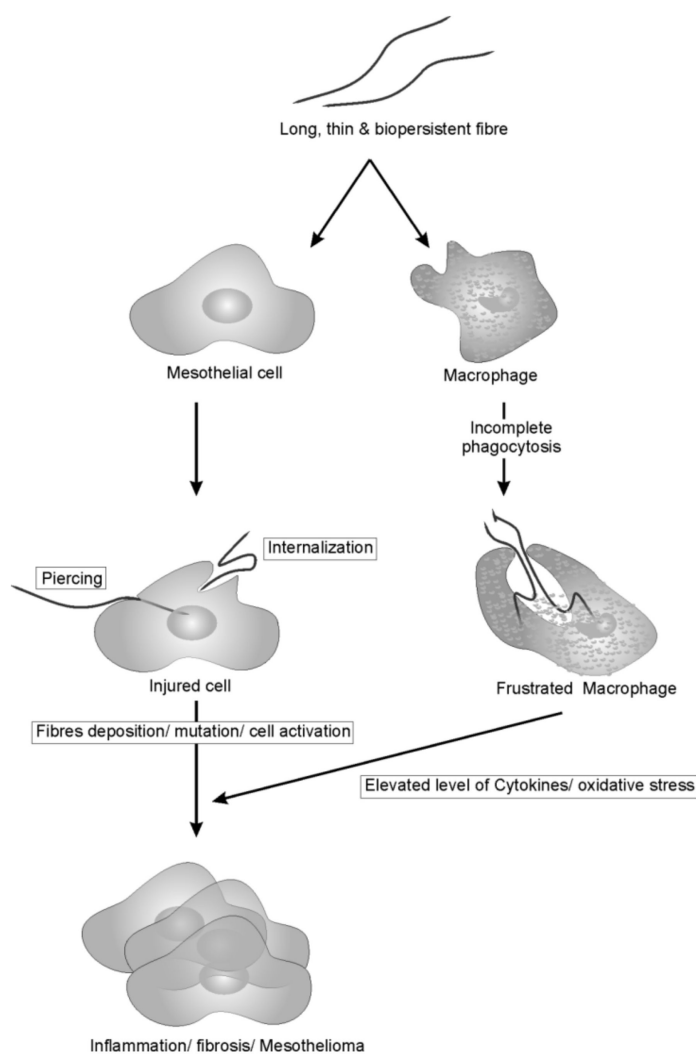 Long, thin & biopersistent fibre
Mesothelial cell
Macrophage
Incomplete
phagocytosis
Internalization
Piercing
Injured cell
Frustrated Macrophage
Fibres deposition/ mutation/ cell activation
Elevated level of Cytokines/ oxidative stress
Inflammation/ fibrosis/ Mesothelioma